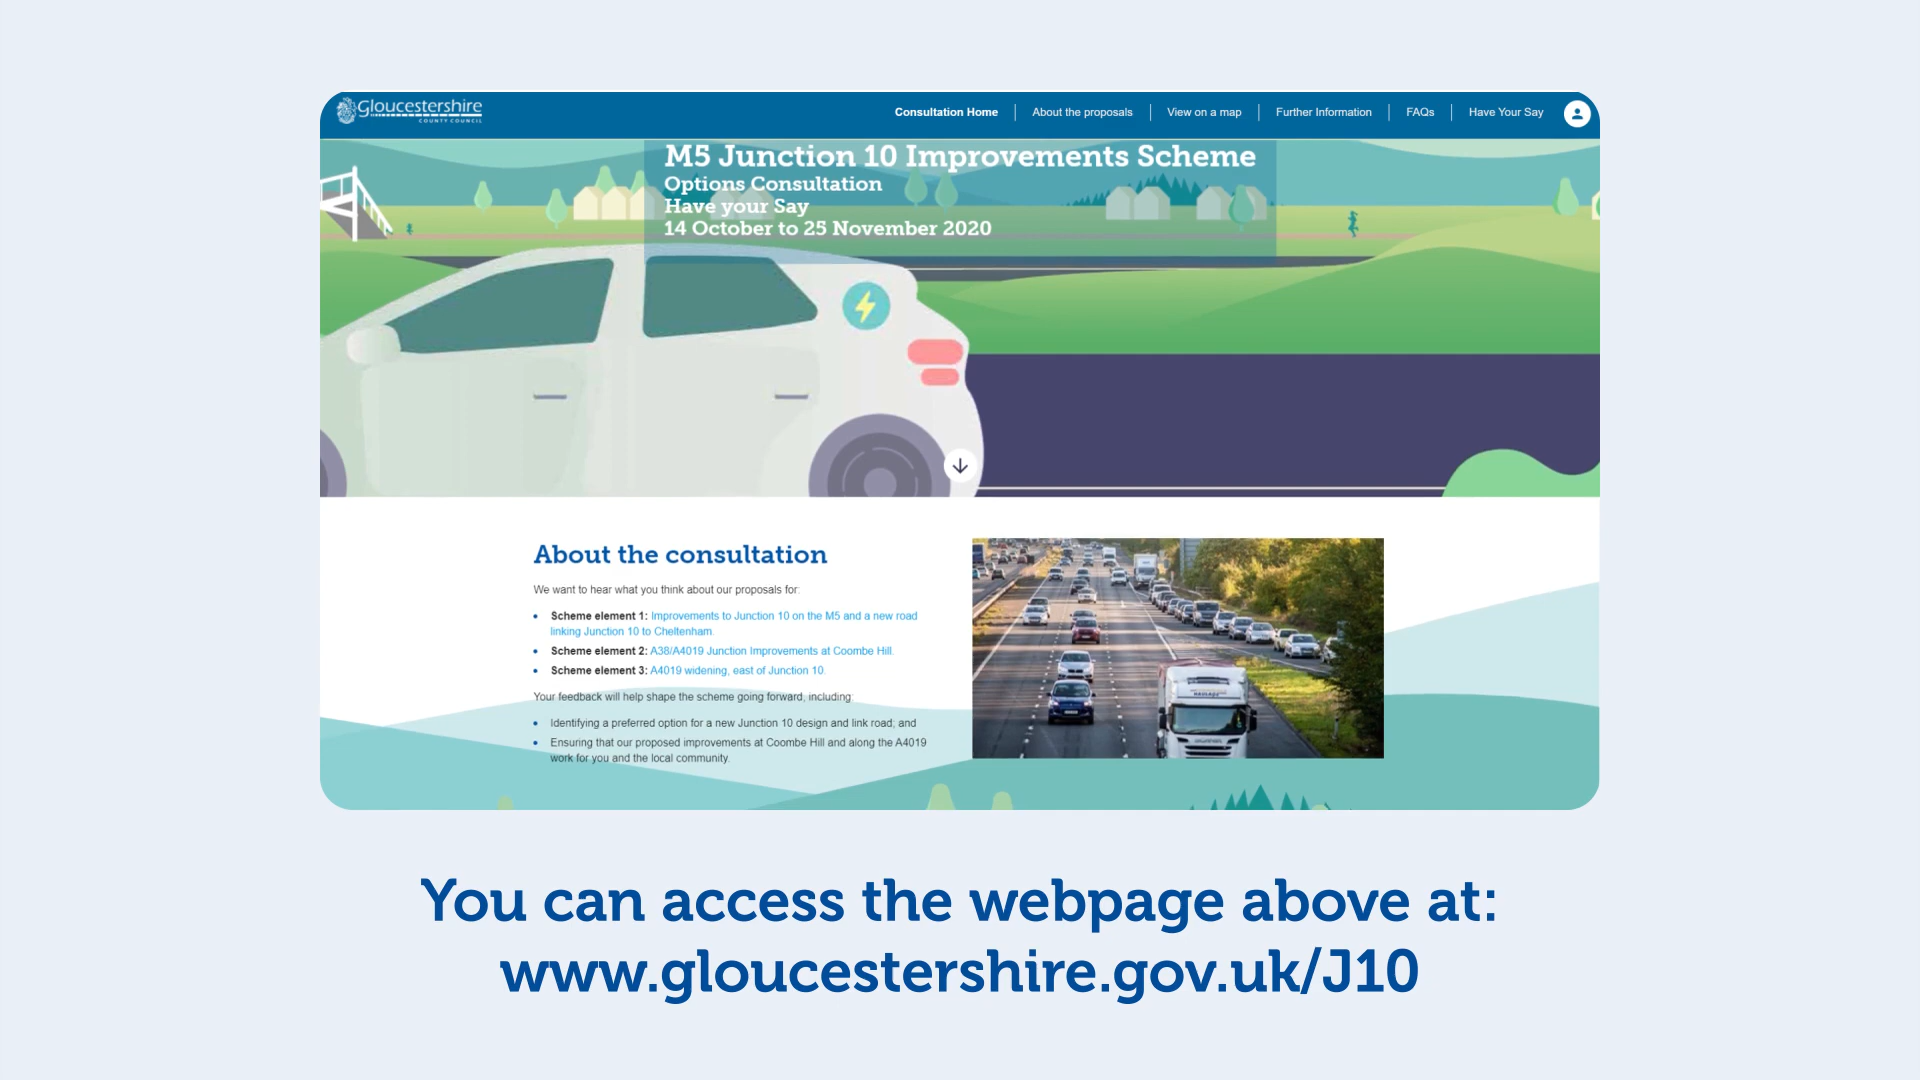 Gloucestershire
COUNTY COUNCIL
Consultation Home
About the proposals
View on a map
Further Information
FAQs
Have Your Say
M5 Junction 10 Improvements Scheme
Options Consultation
Have your Say
14 October to 25 November 2020
About the consultation
We want to hear what you think about our proposals for:
• Scheme element 1: Improvements to Junction 10 on the M5 and a new road
linking Junction 10 to Cheltenham.
• Scheme element 2: A38/A4019 Junction Improvements at Coombe Hill.
• Scheme element 3: A4019 widening, east of Junction 10.
Your feedback will help shape the scheme going forward, including:
• Identifying a preferred option for a new Junction 10 design and link road; and
• Ensuring that our proposed improvements at Coombe Hill and along the A4019
work for you and the local community.
You can access the webpage above at:
www.gloucestershire.gov.uk/J10